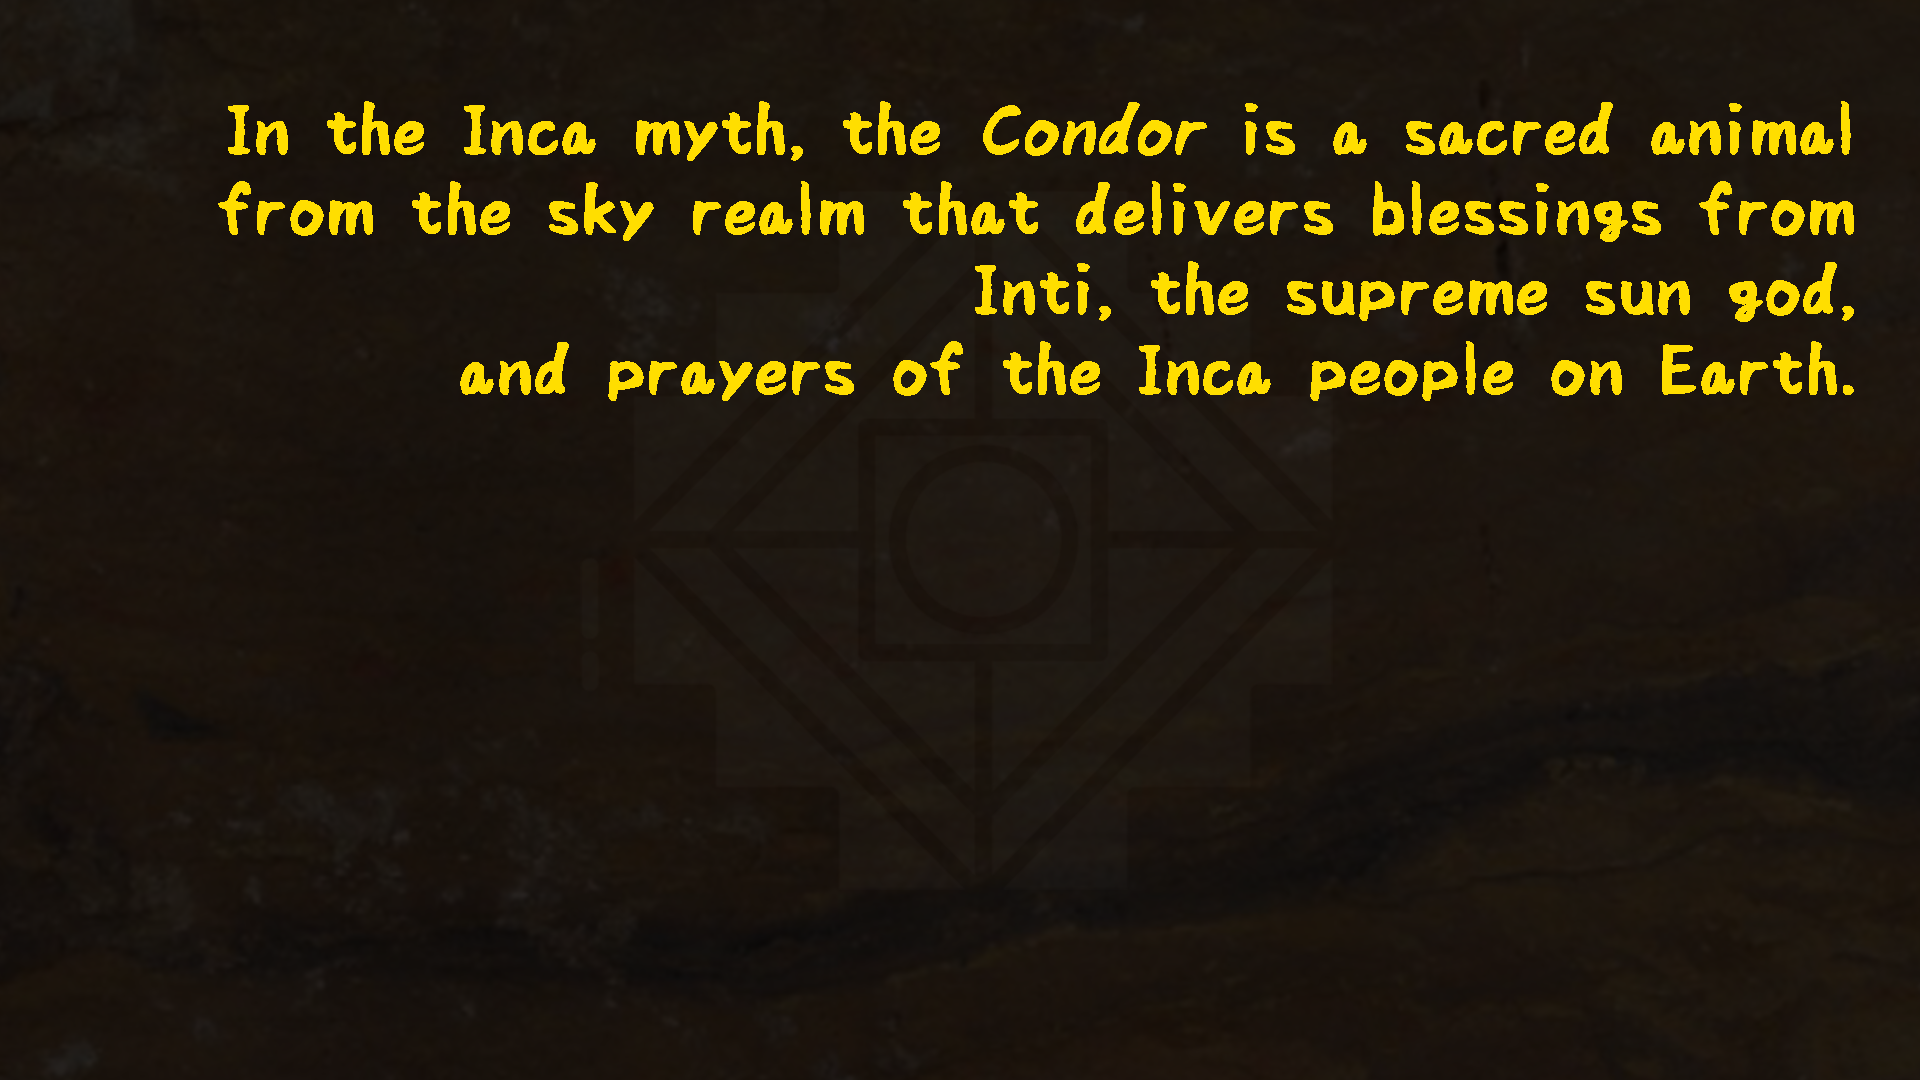 In the Inca myth, the Condor is a sacred animal
from the sky realm that delivers blessings from
Inti, the supreme sun god,
and prayers of the Inca people on Earth.